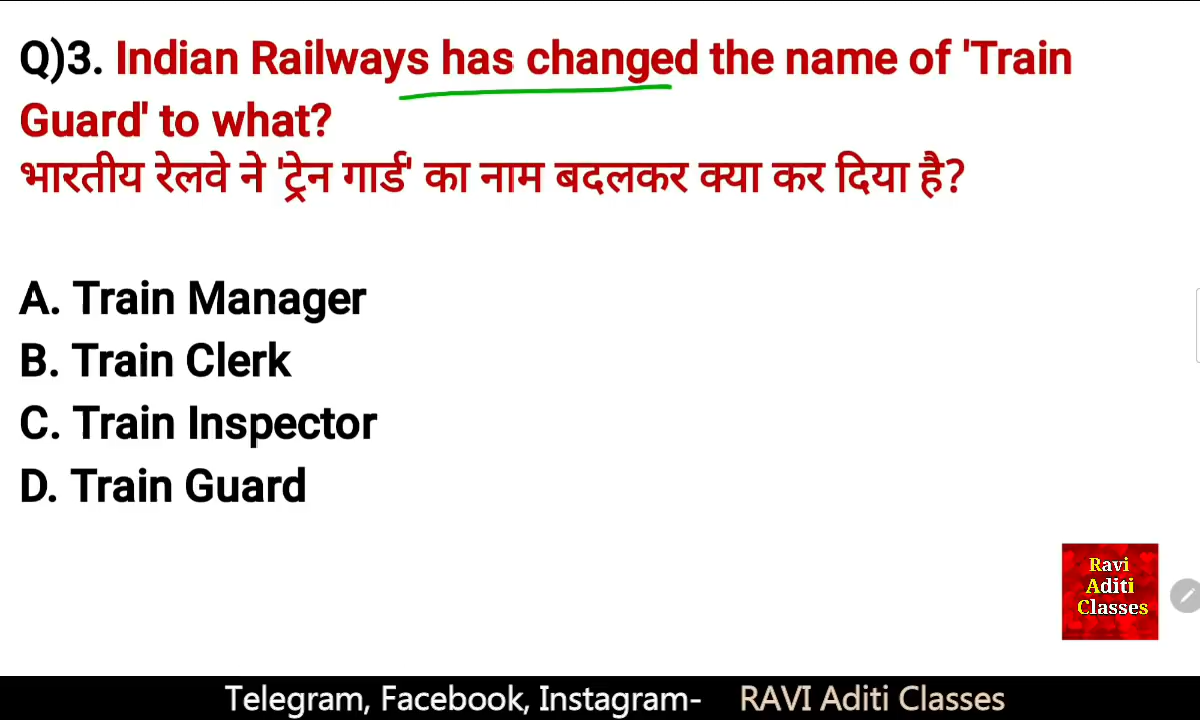 Q)3. Indian Railways has changed the name of 'Train
Guard' to what?
भारतीय रेलवे ने 'ट्रेन गार्ड' का नाम बदलकर क्या कर दिया है?
A. Train Manager
B. Train Clerk
C. Train Inspector
D. Train Guard
Ravi
Aditi
Classes
Telegram, Facebook, Instagram- RAVI Aditi Classes